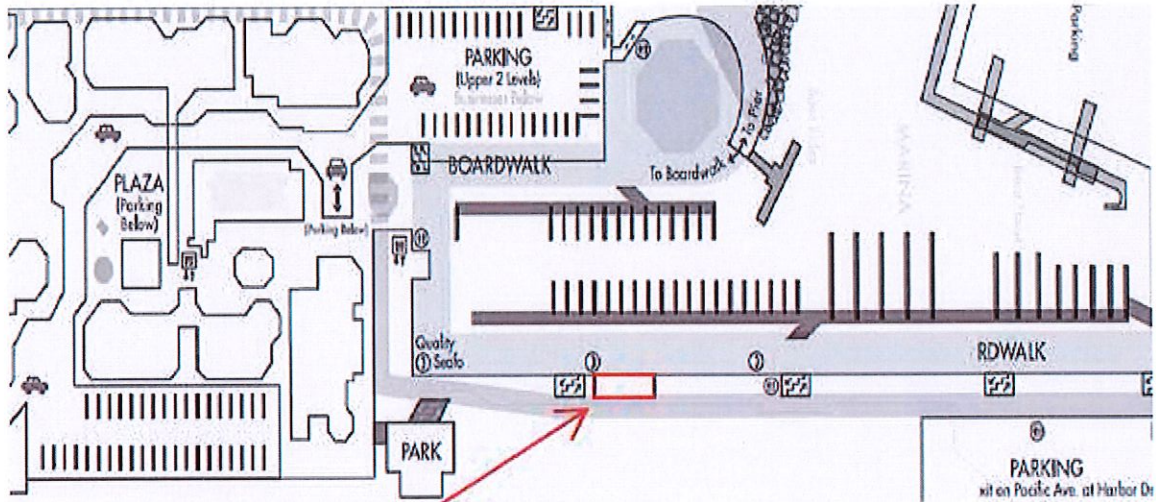 PARKING
(Upper 2 Levels)
Businesses Below
Parking
To Pier
To Boardwalk
BOARDWALK
PLAZA
(Parking
Below)
(Parking Below)
MARINA
Quality
Seafo
RDWALK
PARK
PARKING
xit on Pacific Ave. at Harbor Dr